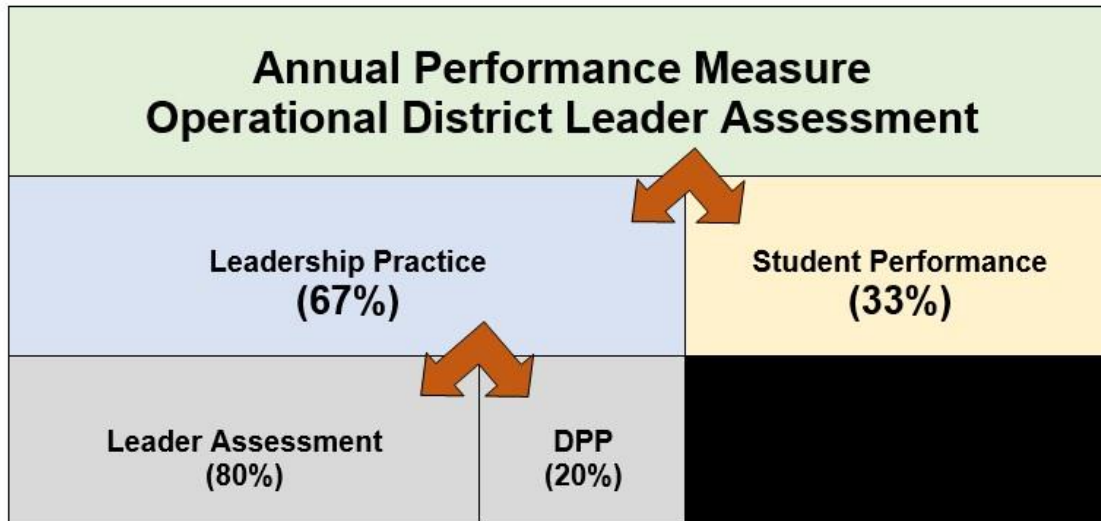 Annual Performance Measure
Operational District Leader Assessment
Leadership Practice
(67%)
Student Performance
(33%)
Leader Assessment
(80%)
DPP
(20%)